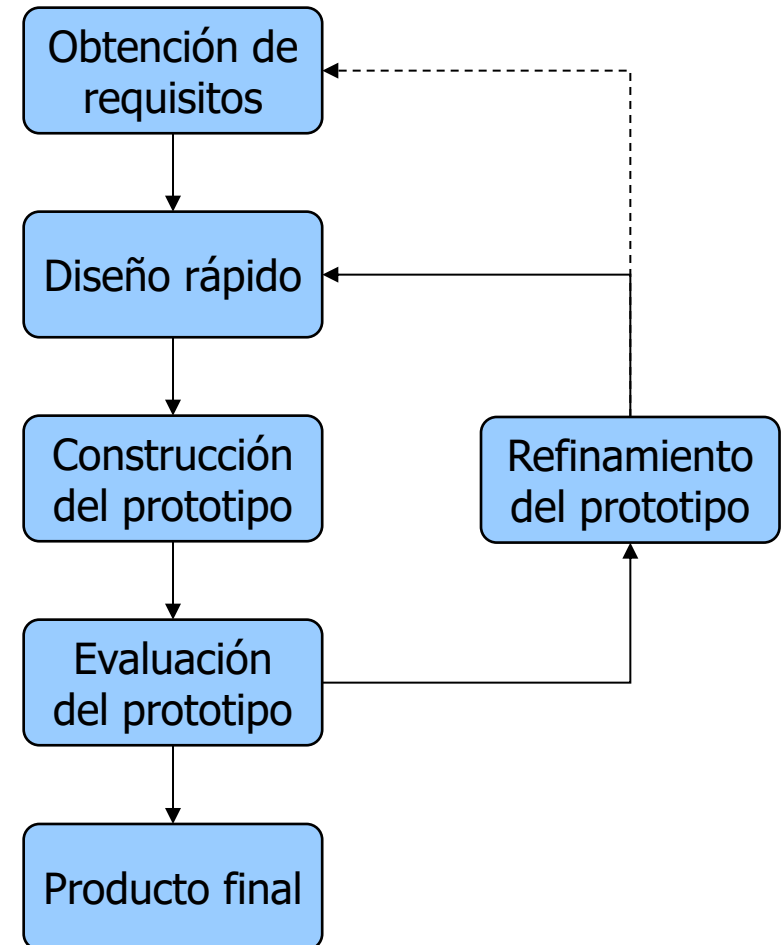 Obtención de
requisitos
Diseño rápido
Construcción
del prototipo
Refinamiento
del prototipo
Evaluación
del prototipo
Producto final